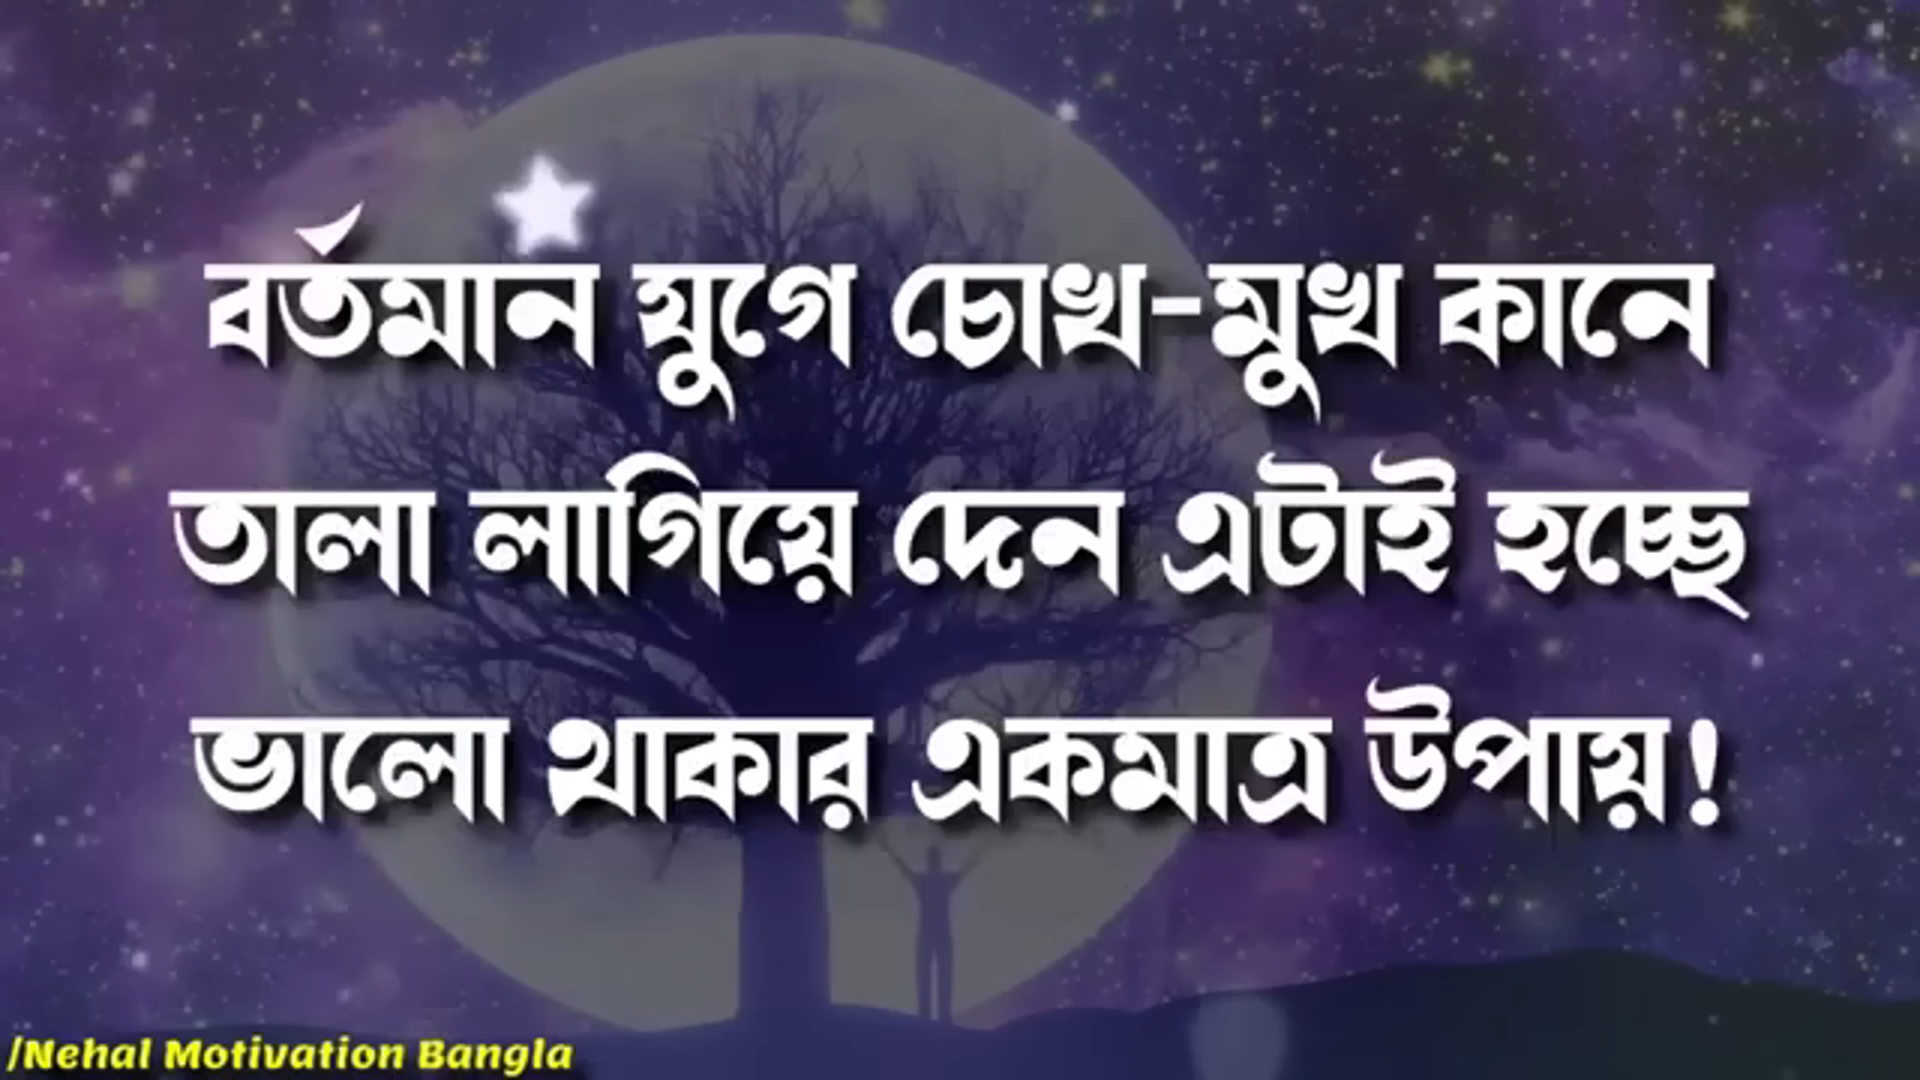 বর্তমান যুগে চোখ-মুখ কানে
তালা লাগিয়ে দেন এটাই হচ্ছে
ভালো থাকার একমাত্র উপায়!
/Nehal Motivation Bangla